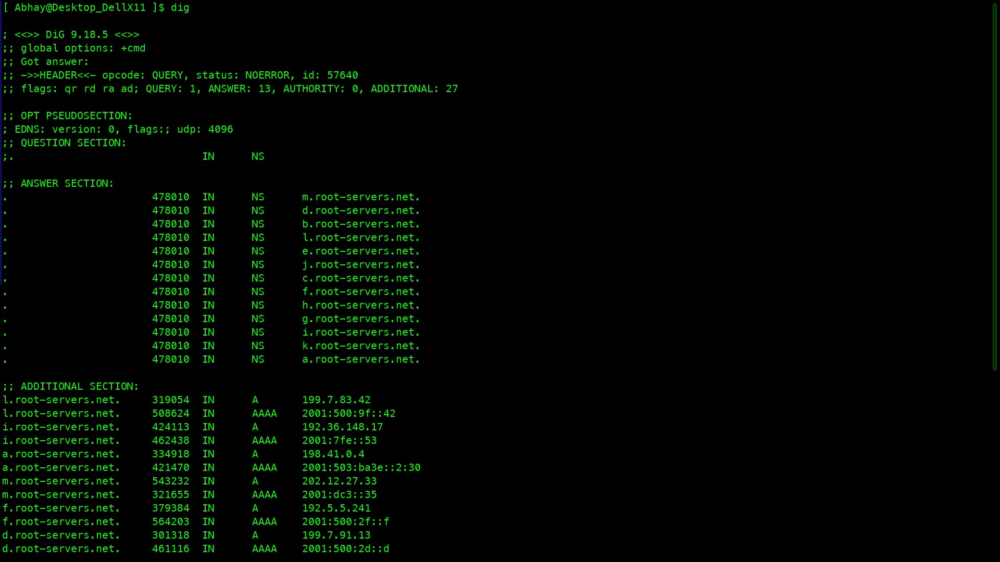 [ Abhay@Desktop_DellX11 ]$ dig
; <<>> DiG 9.18.5 <<>>
;; global options: +cmd
;; Got answer:
;; ->>HEADER<<- opcode: QUERY, status: NOERROR, id: 57640
;; flags: qr rd ra ad; QUERY: 1, ANSWER: 13, AUTHORITY: 0, ADDITIONAL: 27
;; OPT PSEUDOSECTION:
; EDNS: version: 0, flags:; udp: 4096
;; QUESTION SECTION:
;. IN NS
;; ANSWER SECTION:
. 478010 IN NS m.root-servers.net.
. 478010 IN NS d.root-servers.net.
. 478010 IN NS b.root-servers.net.
. 478010 IN NS l.root-servers.net.
. 478010 IN NS e.root-servers.net.
. 478010 IN NS j.root-servers.net.
. 478010 IN NS c.root-servers.net.
. 478010 IN NS f.root-servers.net.
. 478010 IN NS h.root-servers.net.
. 478010 IN NS g.root-servers.net.
. 478010 IN NS i.root-servers.net.
. 478010 IN NS k.root-servers.net.
. 478010 IN NS a.root-servers.net.
;; ADDITIONAL SECTION:
l.root-servers.net. 319054 IN A 199.7.83.42
l.root-servers.net. 508624 IN AAAA 2001:500:9f::42
i.root-servers.net. 424113 IN A 192.36.148.17
i.root-servers.net. 462438 IN AAAA 2001:7fe::53
a.root-servers.net. 334918 IN A 198.41.0.4
a.root-servers.net. 421470 IN AAAA 2001:503:ba3e::2:30
m.root-servers.net. 543232 IN A 202.12.27.33
m.root-servers.net. 321655 IN AAAA 2001:dc3::35
f.root-servers.net. 379384 IN A 192.5.5.241
f.root-servers.net. 564203 IN AAAA 2001:500:2f::f
d.root-servers.net. 301318 IN A 199.7.91.13
d.root-servers.net. 461116 IN AAAA 2001:500:2d::d